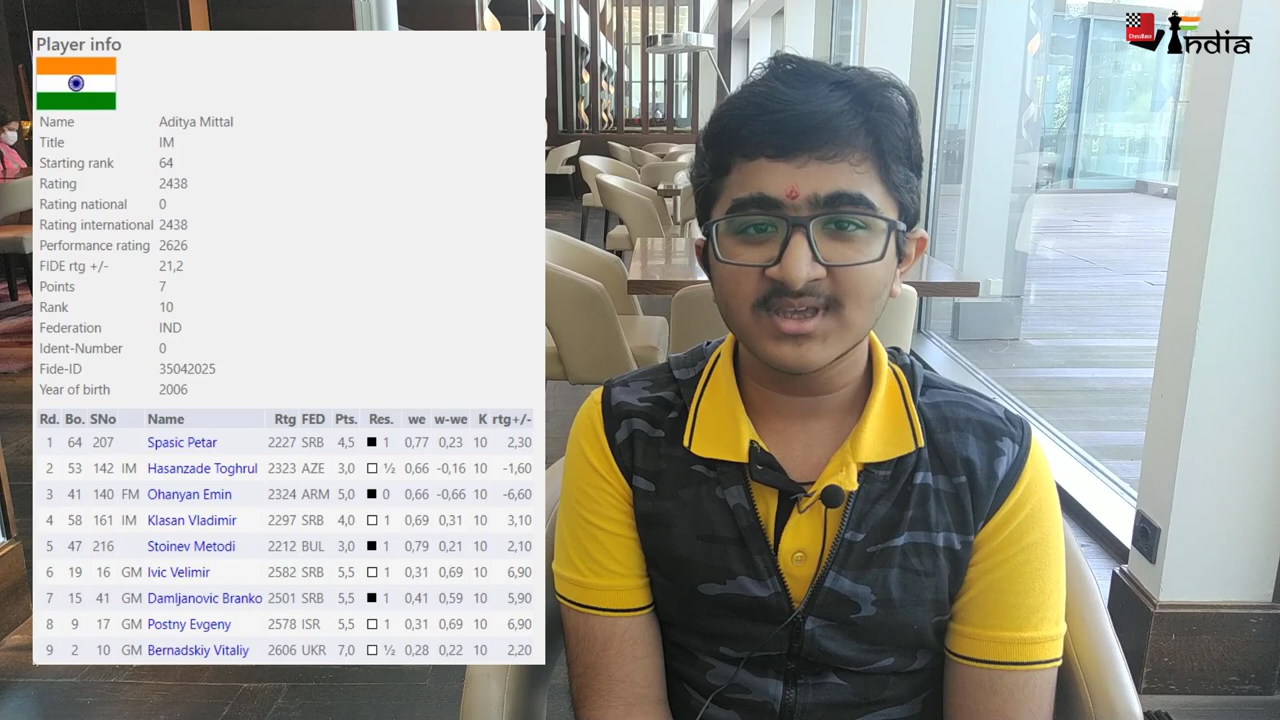 Player info
Name Aditya Mittal
Title IM
Starting rank 64
Rating 2438
Rating national 0
Rating international 2438
Performance rating 2626
FIDE rtg +/- 21,2
Points 7
Rank 10
Federation IND
Ident-Number 0
Fide-ID 35042025
Year of birth 2006
Rd. Bo. SNo Name Rtg FED Pts. Res. we w-we K rtg+/-
1 64 207 Spasic Petar 2227 SRB 4,5 1 0,77 0,23 10 2,30
2 53 142 IM Hasanzade Toghrul 2323 AZE 3,0 ½ 0,66 -0,16 10 -1,60
3 41 140 FM Ohanyan Emin 2324 ARM 5,0 0 0,66 -0,66 10 -6,60
4 58 161 IM Klasan Vladimir 2297 SRB 4,0 1 0,69 0,31 10 3,10
5 47 216 Stoinev Metodi 2212 BUL 3,0 1 0,79 0,21 10 2,10
6 19 16 GM Ivic Velimir 2582 SRB 5,5 1 0,31 0,69 10 6,90
7 15 41 GM Damljanovic Branko 2501 SRB 5,5 1 0,41 0,59 10 5,90
8 9 17 GM Postny Evgeny 2578 ISR 5,5 1 0,31 0,69 10 6,90
9 2 10 GM Bernadskiy Vitaliy 2606 UKR 7,0 ½ 0,28 0,22 10 2,20
ChessBase
India